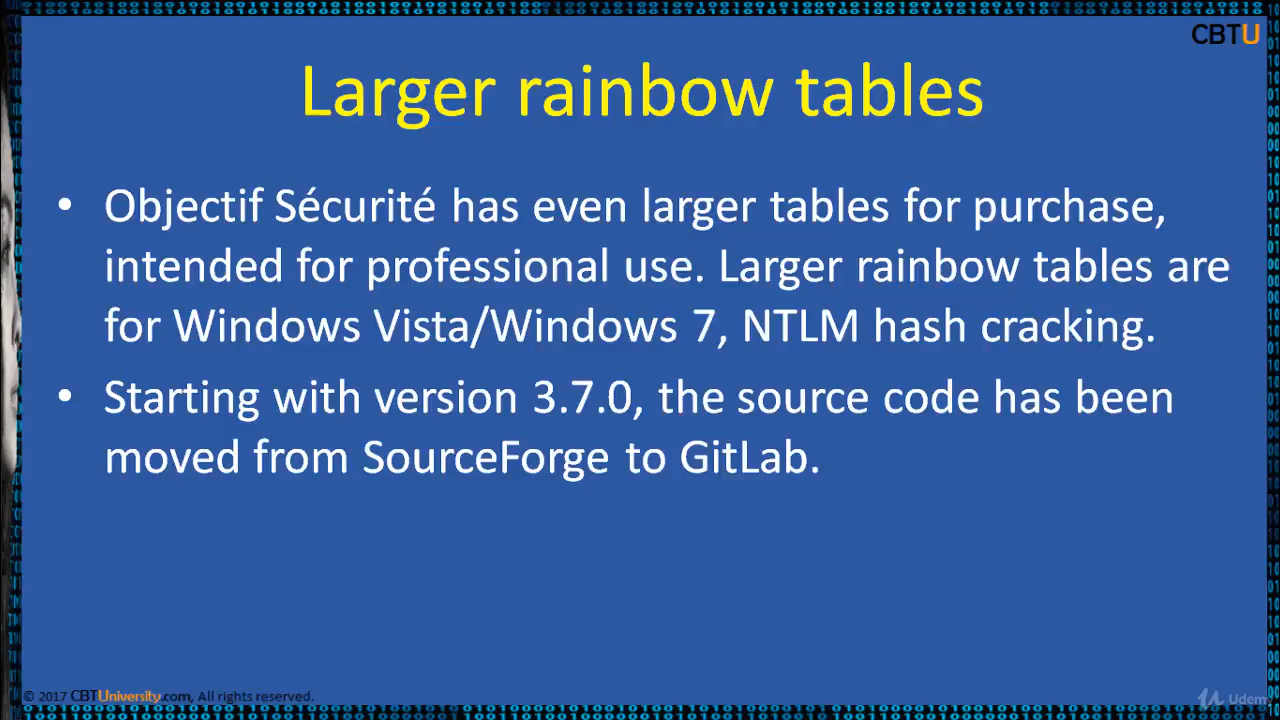 CBTU
Larger rainbow tables
• Objectif Sécurité has even larger tables for purchase,
intended for professional use. Larger rainbow tables are
for Windows Vista/Windows 7, NTLM hash cracking.
• Starting with version 3.7.0, the source code has been
moved from SourceForge to GitLab.
© 2017 CBTUniversity.com, All rights reserved.
Udemy